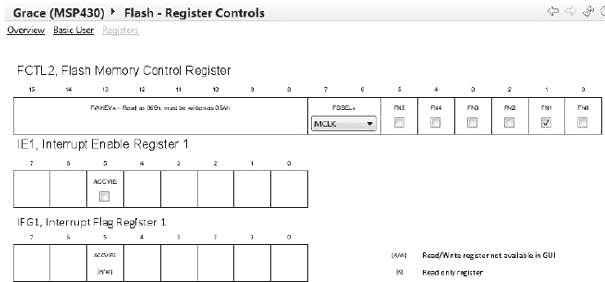 Grace (MSP430) ▸ Flash - Register Controls
Overview Basic User Registers
FCTL2, Flash Memory Control Register
15 14 13 12 11 10 9 8 7 6 5 4 3 2 1 0
FWKEYx – Read as 096h, must be written as 0A5h
FSSELx FN5 FN4 FN3 FN2 FN1 FN0
MCLK
IE1, Interrupt Enable Register 1
7 6 5 4 3 2 1 0
ACCVIE
IFG1, Interrupt Flag Register 1
7 6 5 4 3 2 1 0
ACCVIFG
[R/W]
[R/W] Read/Write register not available in GUI
[R] Read only register